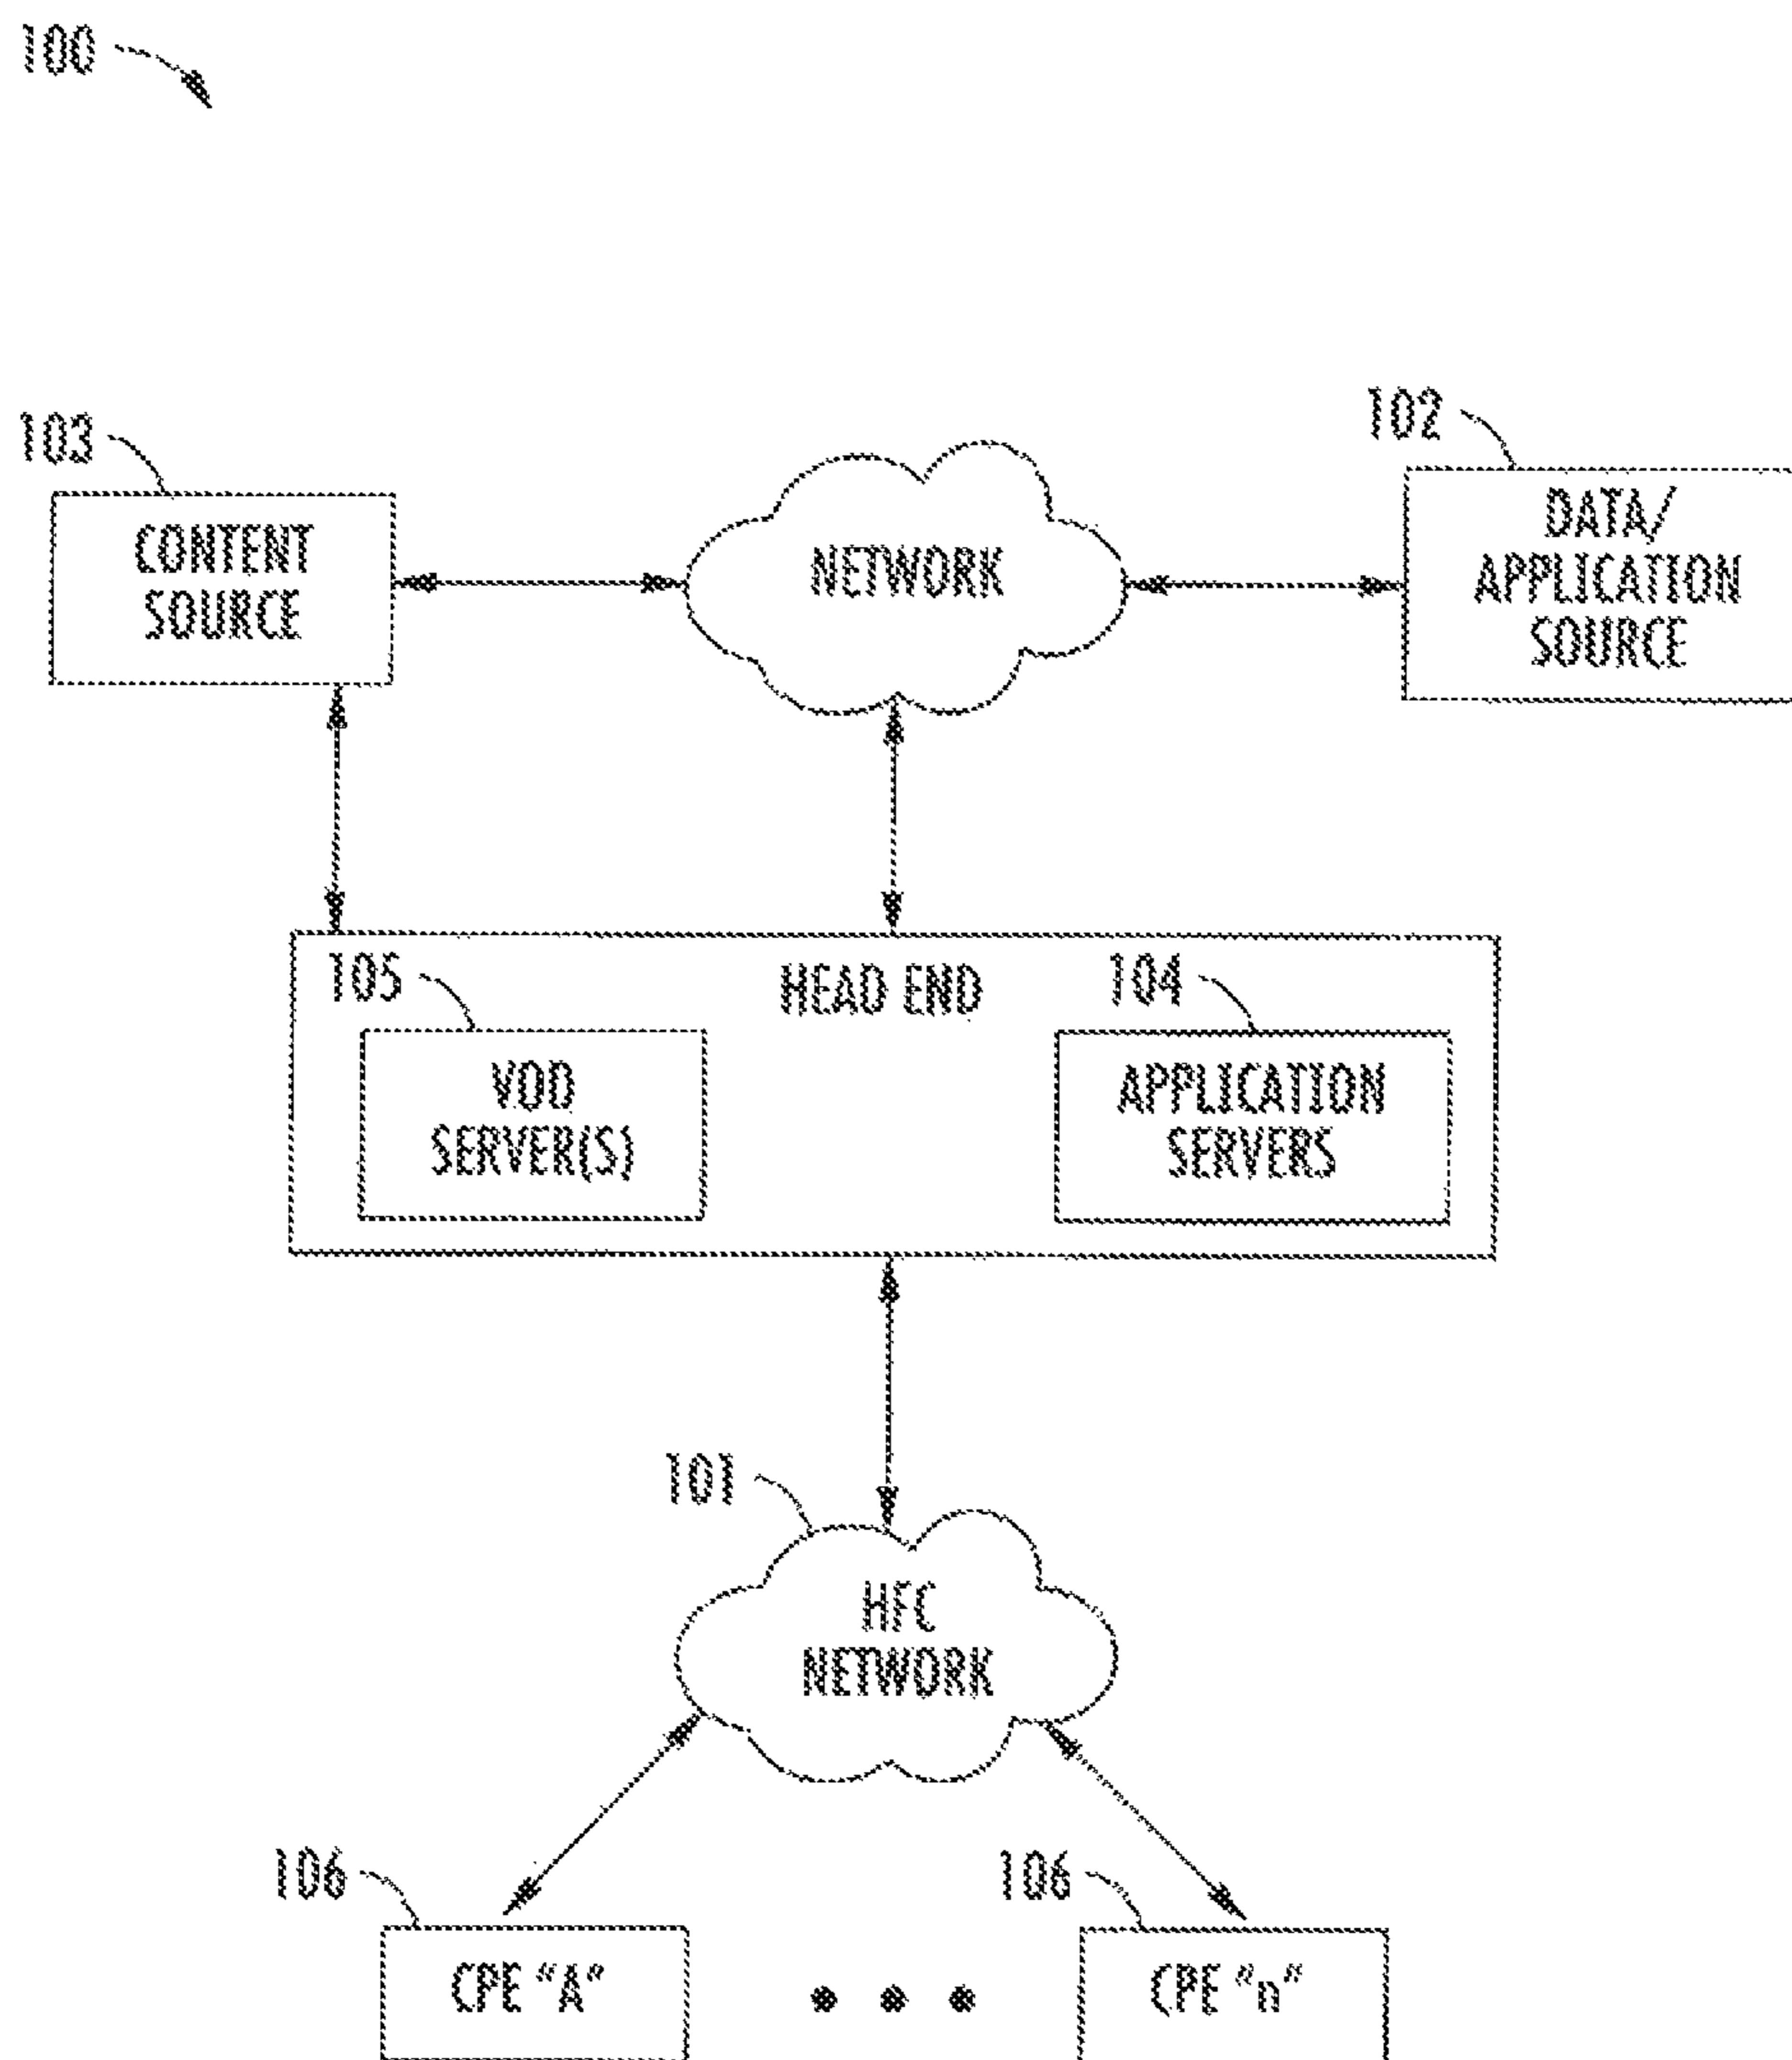 100
103
102
CONTENT
SOURCE
NETWORK
DATA/
APPLICATION
SOURCE
105
HEAD END
104
VOD
SERVER(S)
APPLICATION
SERVERS
101
HFC
NETWORK
106
106
CPE "A"
CPE "n"